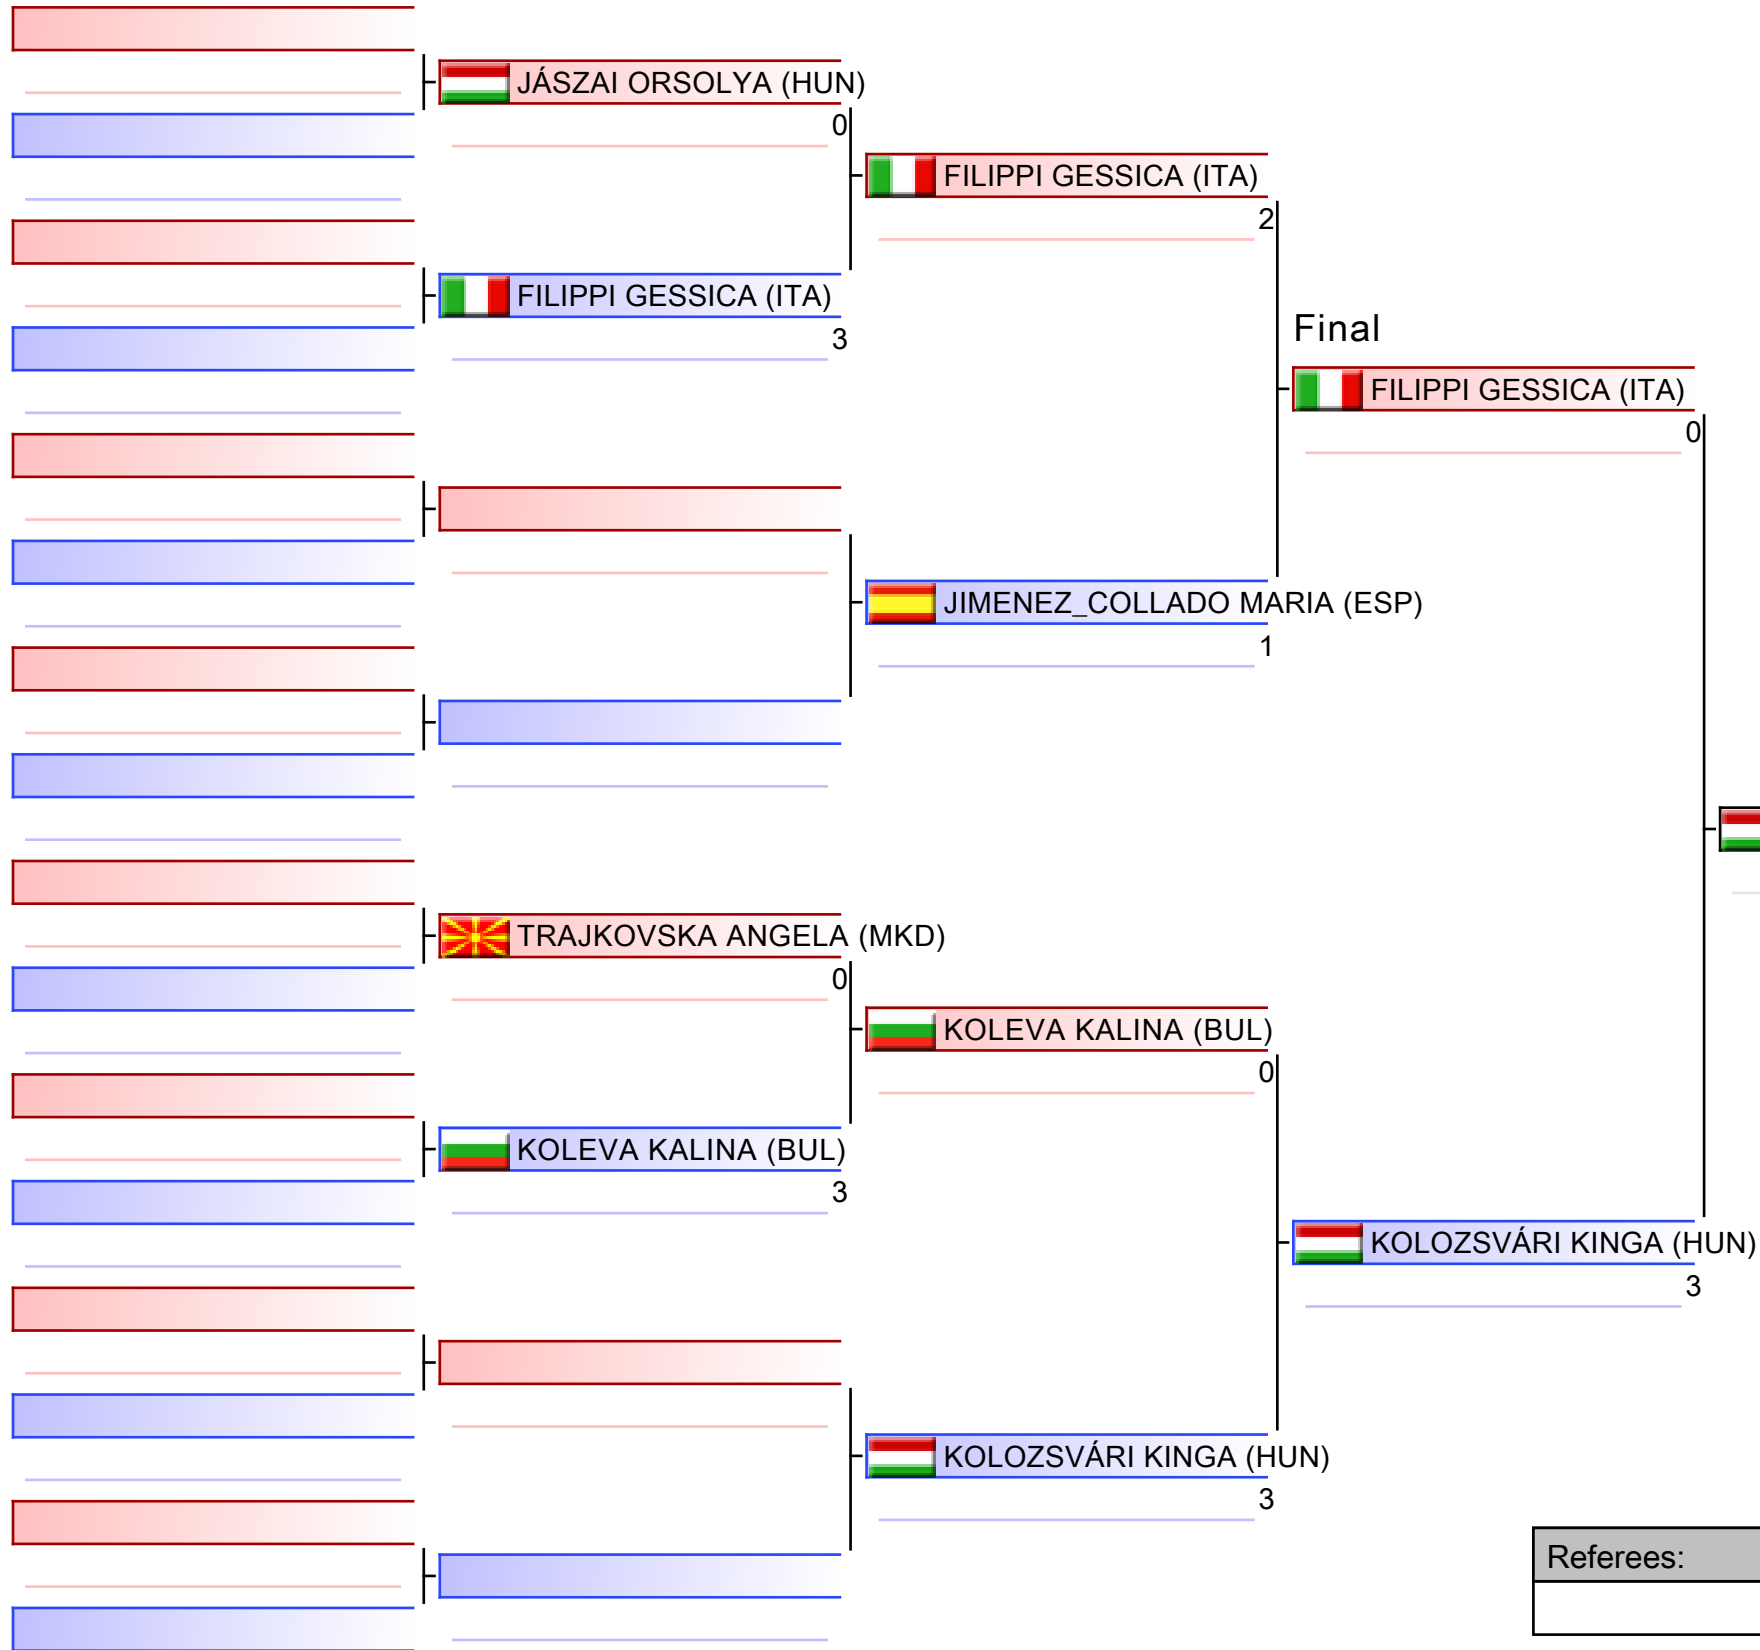 JÁSZAI ORSOLYA (HUN)
0
FILIPPI GESSICA (ITA)
2
FILIPPI GESSICA (ITA)
3
Final
FILIPPI GESSICA (ITA)
0
JIMENEZ_COLLADO MARIA (ESP)
1
TRAJKOVSKA ANGELA (MKD)
0
KOLEVA KALINA (BUL)
0
KOLEVA KALINA (BUL)
3
KOLOZSVÁRI KINGA (HUN)
3
KOLOZSVÁRI KINGA (HUN)
3
Referees: